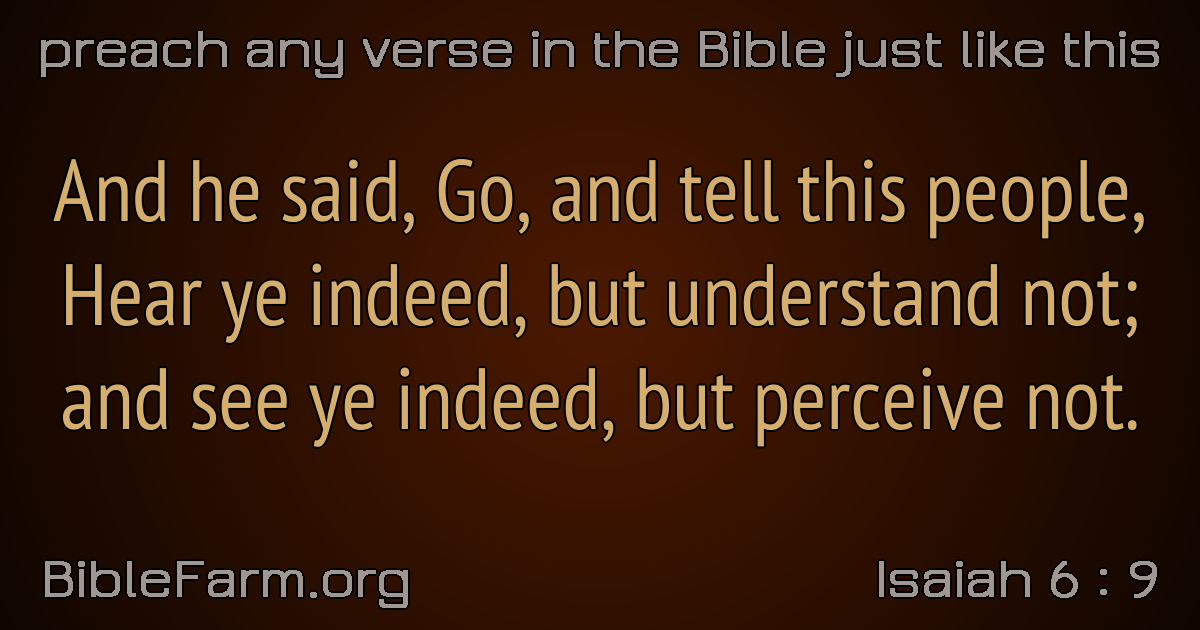 preach any verse in the Bible just like this
And he said, Go, and tell this people,
Hear ye indeed, but understand not;
and see ye indeed, but perceive not.
BibleFarm.org
Isaiah 6 : 9